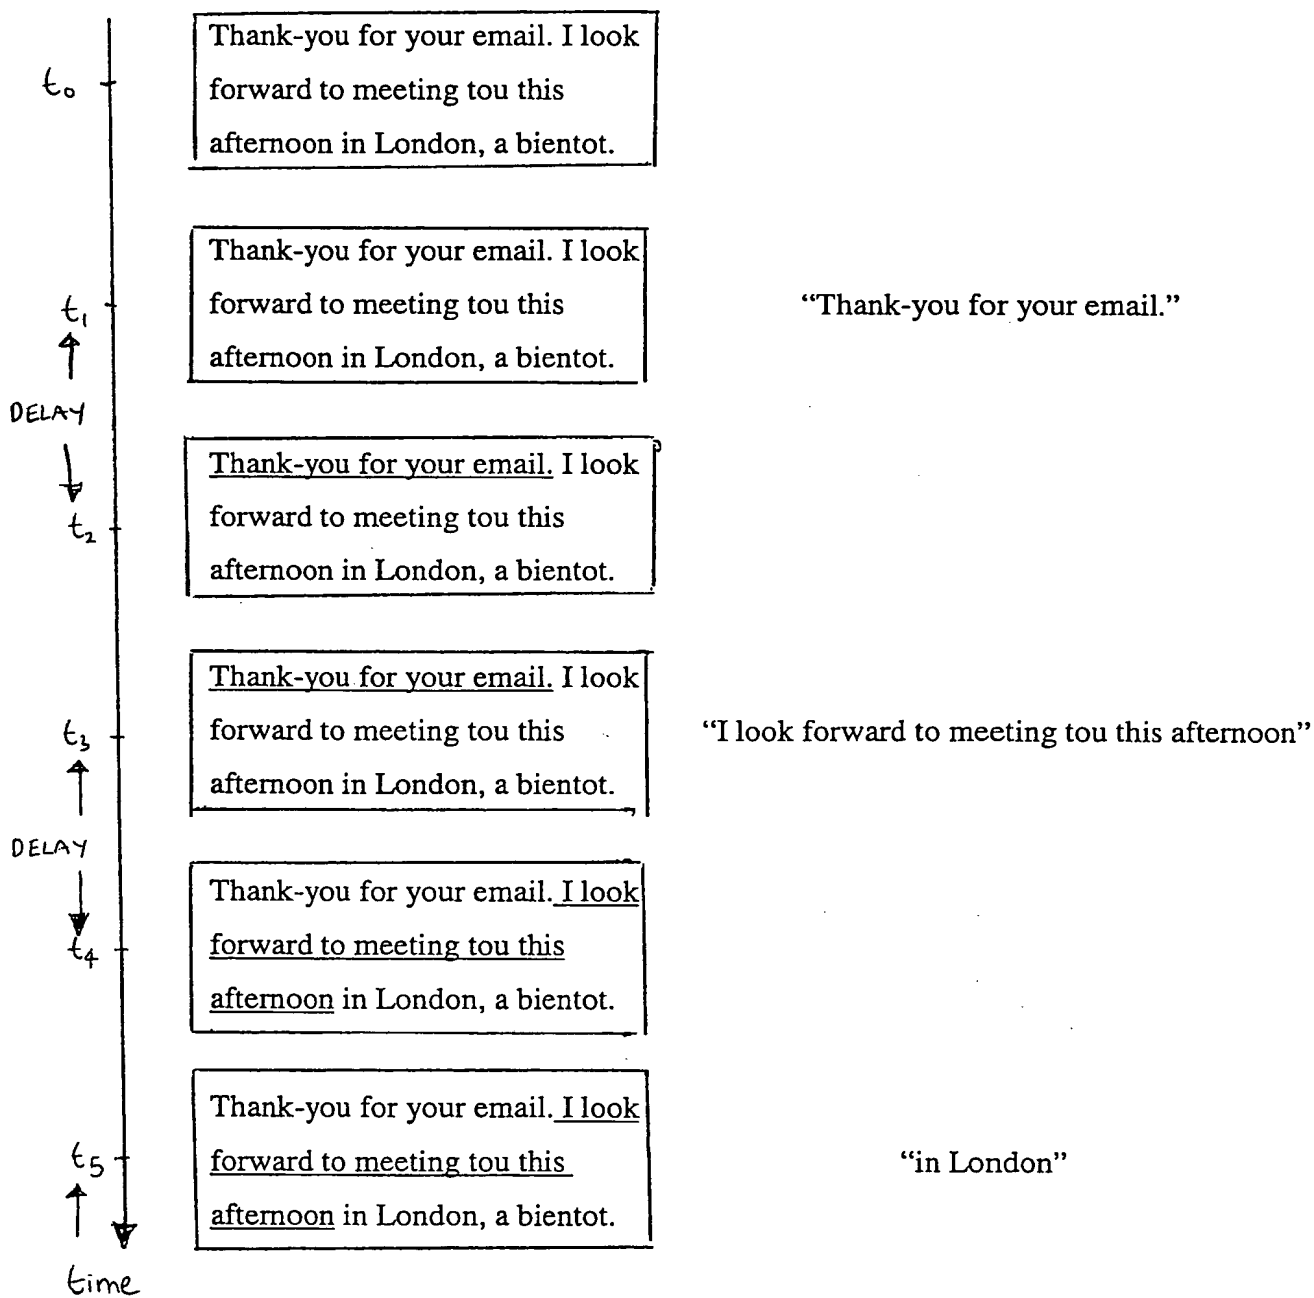 t₀
Thank-you for your email. I look
forward to meeting tou this
afternoon in London, a bientot.
t₁
Thank-you for your email. I look
forward to meeting tou this
afternoon in London, a bientot.
“Thank-you for your email.”
DELAY
t₂
Thank-you for your email. I look
forward to meeting tou this
afternoon in London, a bientot.
t₃
Thank-you for your email. I look
forward to meeting tou this
afternoon in London, a bientot.
“I look forward to meeting tou this afternoon”
DELAY
t₄
Thank-you for your email. I look
forward to meeting tou this
afternoon in London, a bientot.
t₅
Thank-you for your email. I look
forward to meeting tou this
afternoon in London, a bientot.
“in London”
time